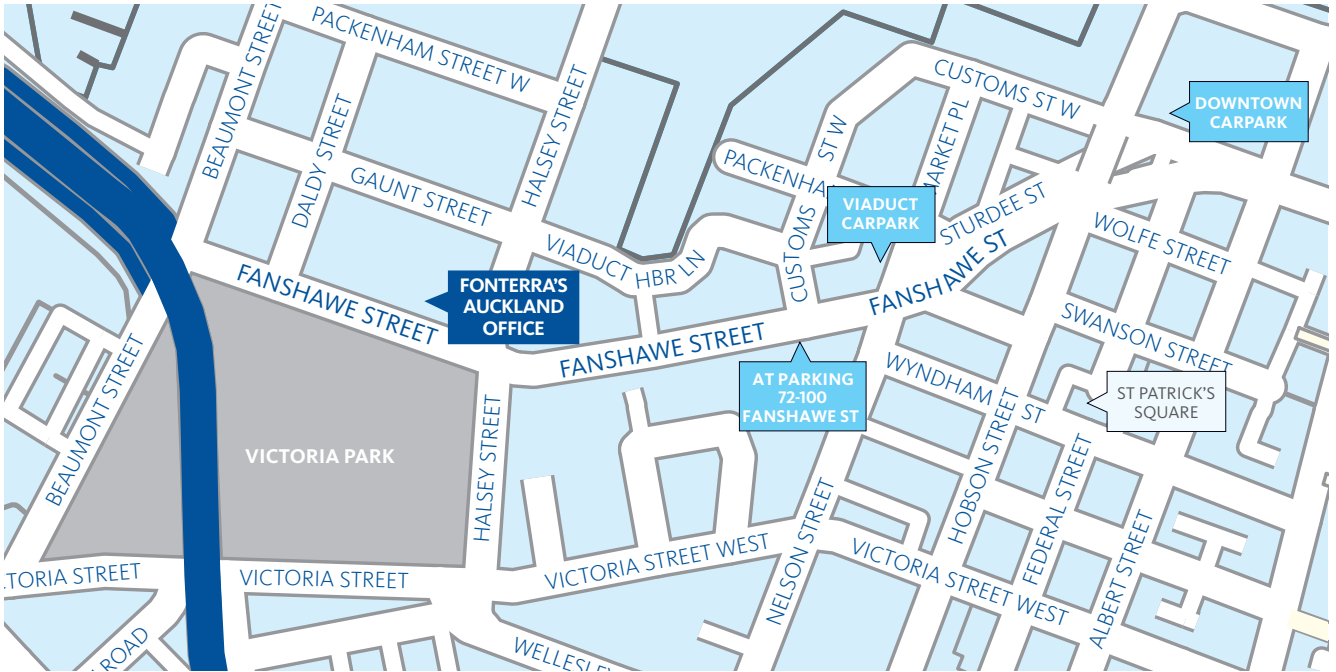 PACKENHAM STREET W
BEAUMONT STREET
HALSEY STREET
DALDY STREET
GAUNT STREET
CUSTOMS ST W
DOWNTOWN
CARPARK
MARKET PL
PACKENHA
CUSTOMS ST W
VIADUCT
CARPARK
STURDEE ST
WOLFE STREET
VIADUCT HBR LN
FANSHAWE STREET
FONTERRA'S
AUCKLAND
OFFICE
FANSHAWE ST
FANSHAWE STREET
SWANSON STREET
WYNDHAM ST
AT PARKING
72-100
FANSHAWE ST
ST PATRICK'S
SQUARE
BEAUMONT STREET
VICTORIA PARK
HALSEY STREET
HOBSON STREET
FEDERAL STREET
NELSON STREET
ALBERT STREET
TORIA STREET
VICTORIA STREET
VICTORIA STREET WEST
VICTORIA STREET WEST
ROAD
WELLESLEY